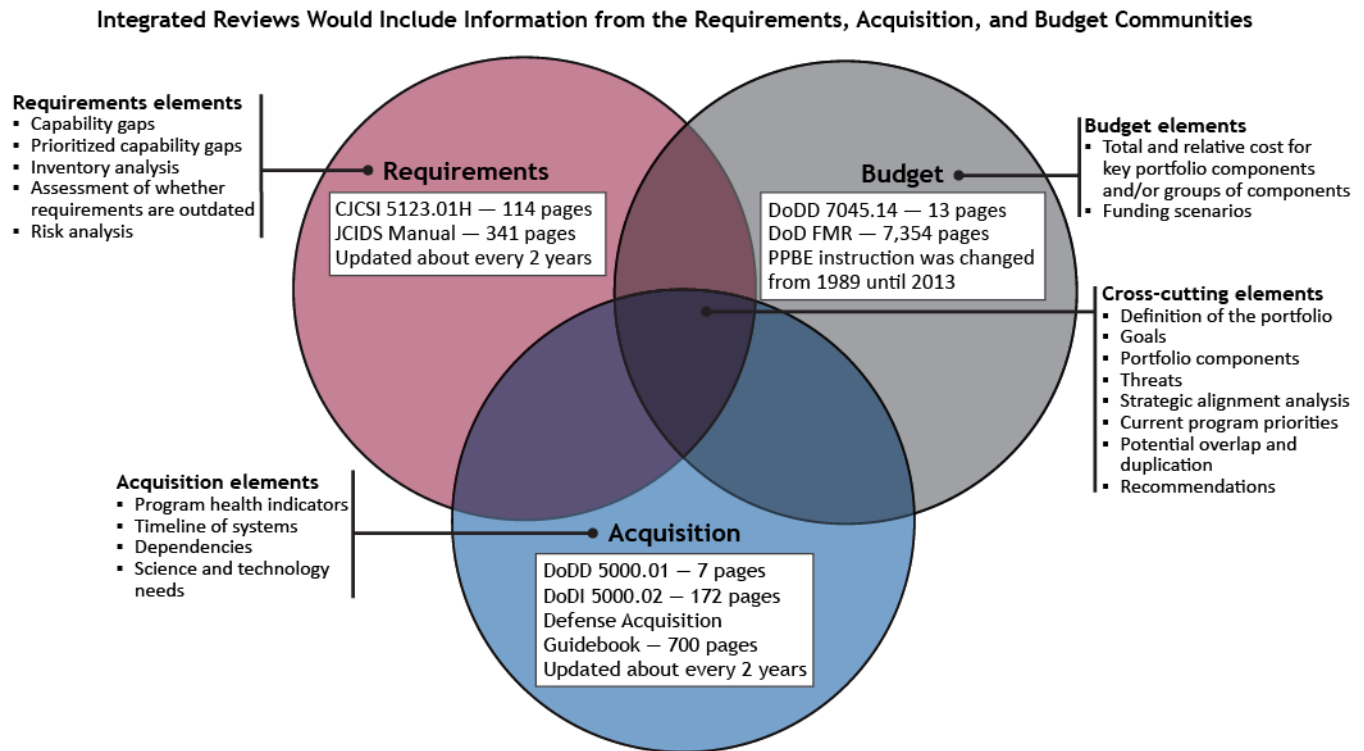 Integrated Reviews Would Include Information from the Requirements, Acquisition, and Budget Communities
Requirements elements
▪ Capability gaps
▪ Prioritized capability gaps
▪ Inventory analysis
▪ Assessment of whether
requirements are outdated
▪ Risk analysis
Requirements
CJCSI 5123.01H — 114 pages
JCIDS Manual — 341 pages
Updated about every 2 years
Budget
DoDD 7045.14 — 13 pages
DoD FMR — 7,354 pages
PPBE instruction was changed
from 1989 until 2013
Budget elements
▪ Total and relative cost for
key portfolio components
and/or groups of components
▪ Funding scenarios
Cross-cutting elements
▪ Definition of the portfolio
▪ Goals
▪ Portfolio components
▪ Threats
▪ Strategic alignment analysis
▪ Current program priorities
▪ Potential overlap and
duplication
▪ Recommendations
Acquisition elements
▪ Program health indicators
▪ Timeline of systems
▪ Dependencies
▪ Science and technology
needs
Acquisition
DoDD 5000.01 — 7 pages
DoDI 5000.02 — 172 pages
Defense Acquisition
Guidebook — 700 pages
Updated about every 2 years